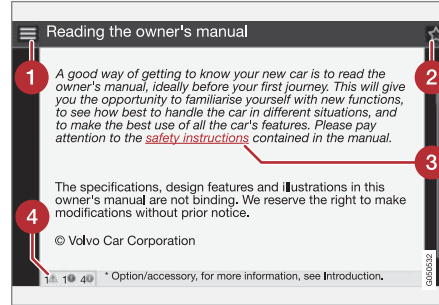 Reading the owner's manual
1
2
A good way of getting to know your new car is to read the
owner's manual, ideally before your first journey. This will give
you the opportunity to familiarise yourself with new functions,
to see how best to handle the car in different situations, and
to make the best use of all the car's features. Please pay
attention to the safety instructions contained in the manual.
3
The specifications, design features and illustrations in this
owner's manual are not binding. We reserve the right to make
modifications without prior notice.
4
© Volvo Car Corporation
1 1 4 * Option/accessory, for more information, see Introduction.
G050532